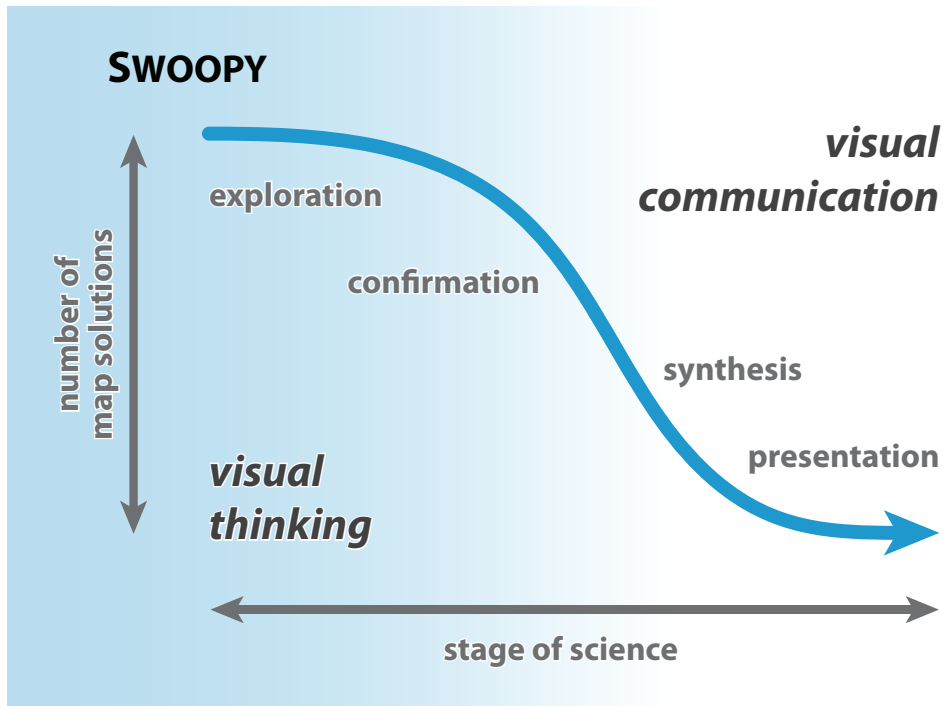 SWOOPY
visual
communication
exploration
confirmation
number of
map solutions
synthesis
presentation
visual
thinking
stage of science